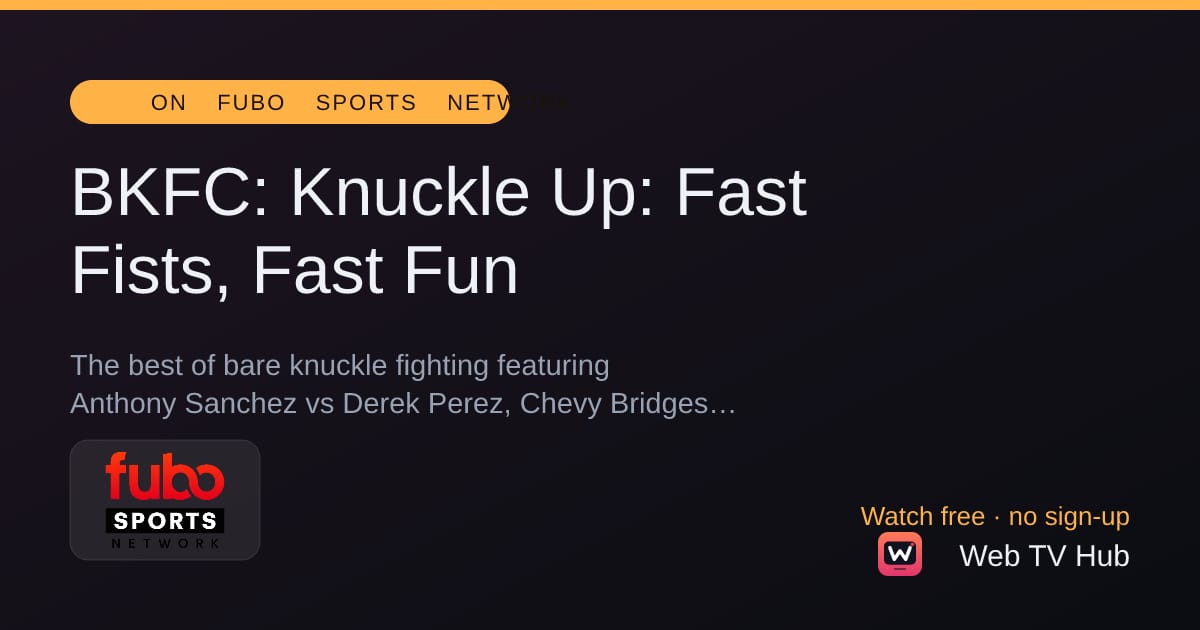 ON FUBO SPORTS NETWORK
BKFC: Knuckle Up: Fast
Fists, Fast Fun
The best of bare knuckle fighting featuring
Anthony Sanchez vs Derek Perez, Chevy Bridges…
fubo
SPORTS
NETWORK
Watch free · no sign-up
W
Web TV Hub